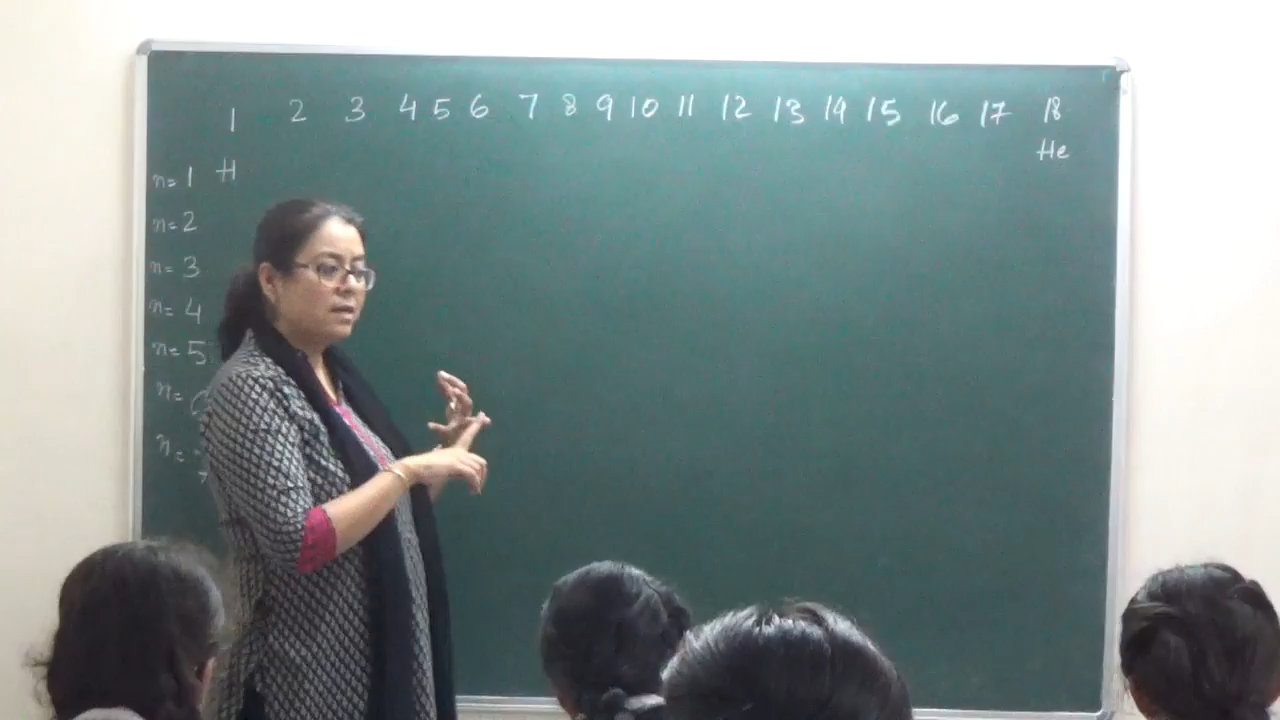 1 2 3 4 5 6 7 8 9 10 11 12 13 14 15 16 17 18
He
n=1 H
n=2
n=3
n=4
n=5
n=
n=